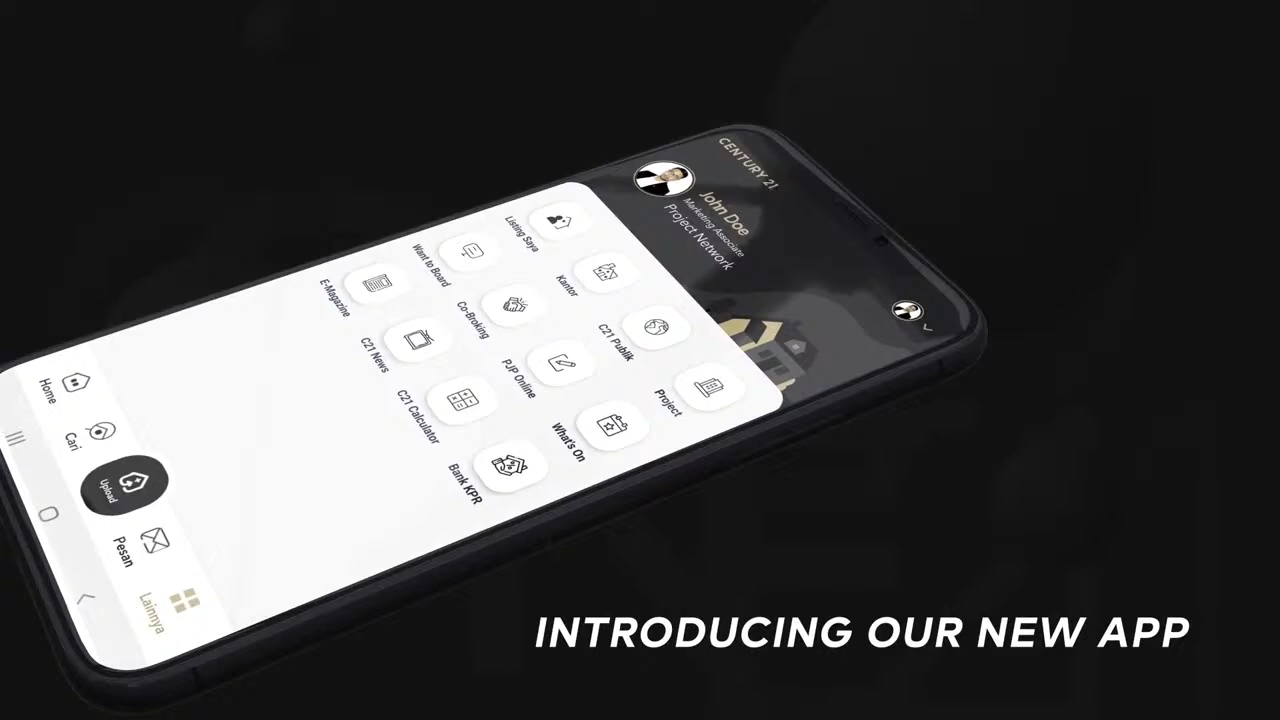 CENTURY 21
John Doe
Marketing Associate
Project Network
Listing Saya
Kantor
C21 Publik
Project
Want to Board
Co-Broking
PJP Online
What's On
E-Magazine
C21 News
C21 Calculator
Bank KPR
Home
Cari
Upload
Pesan
Lainnya
INTRODUCING OUR NEW APP